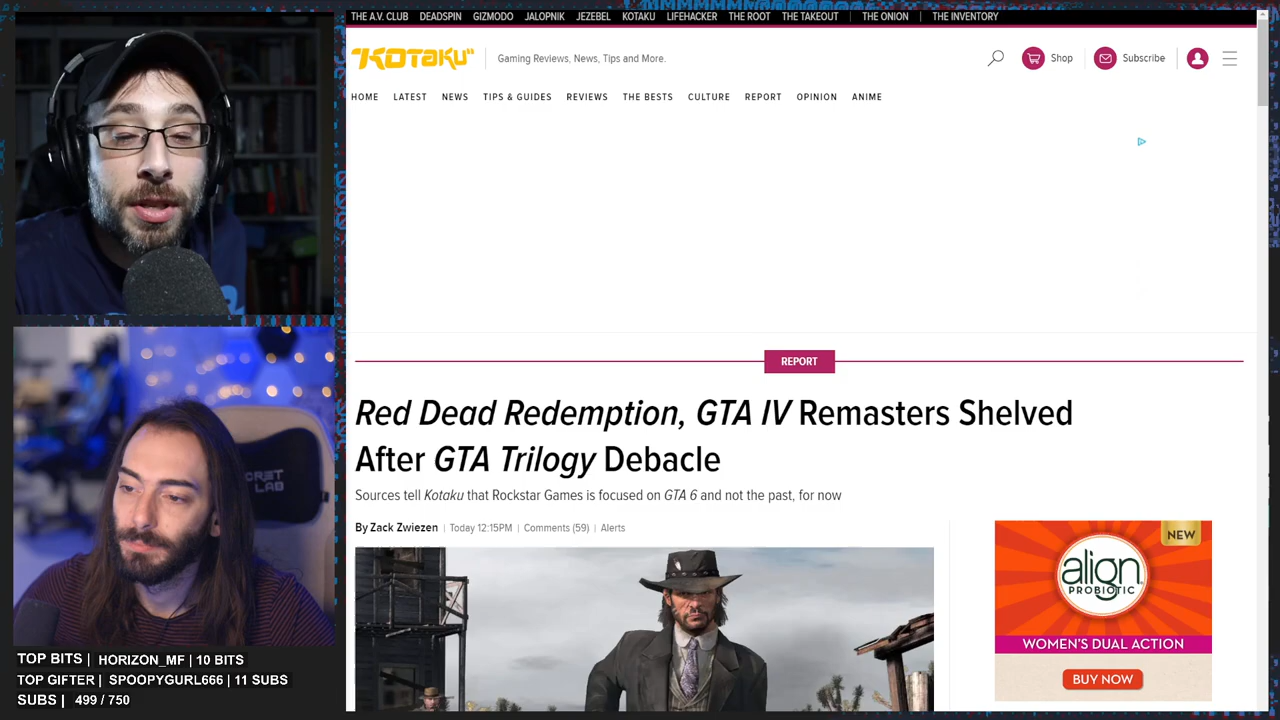 THE A.V. CLUB DEADSPIN GIZMODO JALOPNIK JEZEBEL KOTAKU LIFEHACKER THE ROOT THE TAKEOUT THE ONION THE INVENTORY
KOTAKU Gaming Reviews, News, Tips and More. Shop Subscribe
HOME LATEST NEWS TIPS & GUIDES REVIEWS THE BESTS CULTURE REPORT OPINION ANIME
REPORT
Red Dead Redemption, GTA IV Remasters Shelved
After GTA Trilogy Debacle
Sources tell Kotaku that Rockstar Games is focused on GTA 6 and not the past, for now
By Zack Zwiezen | Today 12:15PM | Comments (59) | Alerts
NEW
align
PROBIOTIC
WOMEN'S DUAL ACTION
BUY NOW
LAB
TOP BITS | HORIZON_MF | 10 BITS
TOP GIFTER | SPOOPYGURL666 | 11 SUBS
SUBS | 499 / 750